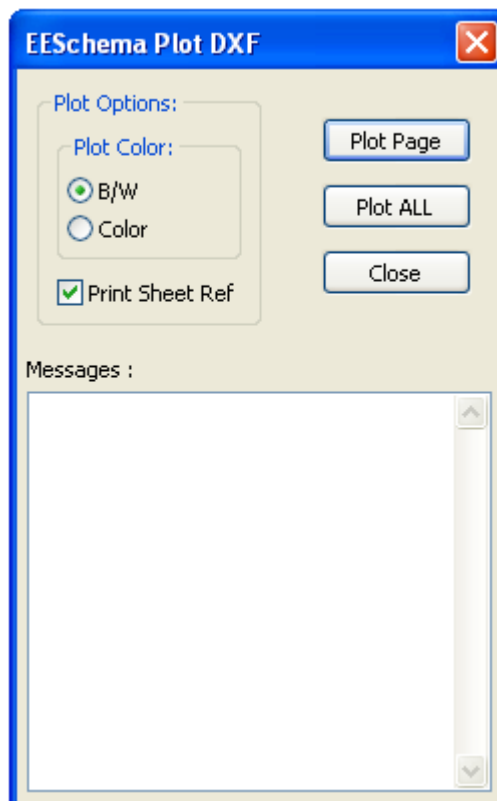 EESchema Plot DXF
Plot Options:
Plot Color:
B/W
Color
Print Sheet Ref
Plot Page
Plot ALL
Close
Messages :